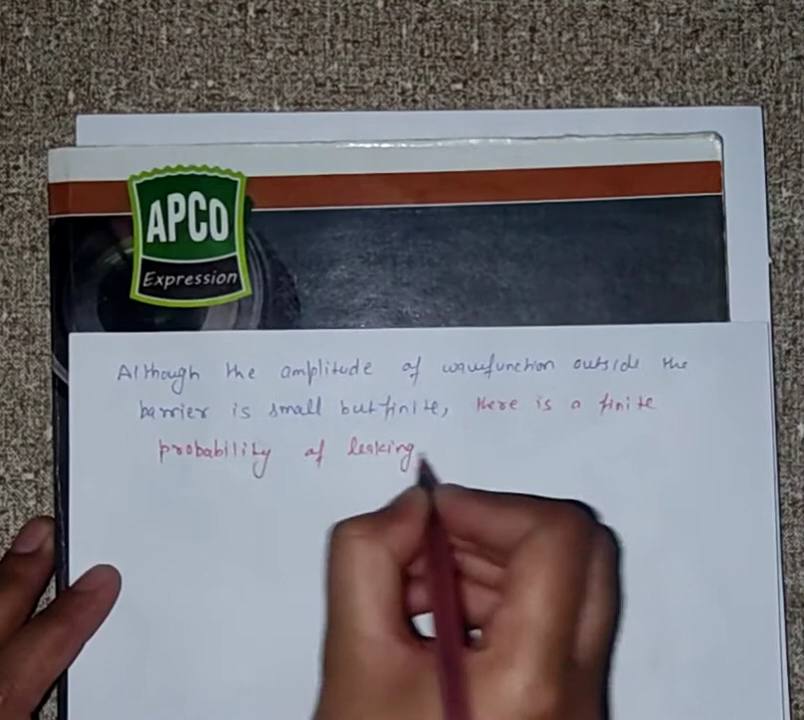 APCO
Expression
Although the amplitude of wavefunction outside the
barrier is small but finite, there is a finite
probability of leaking